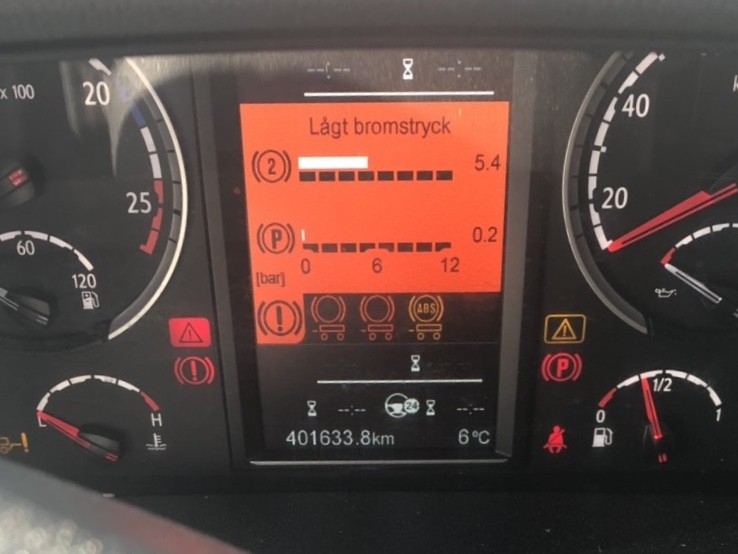 x 100
20
25
60
120
--:-- --:--
Lågt bromstryck
2 5.4
P 0.2
[bar] 0 6 12
! ABS
!
P
40
20
L H
0 1/2 1
--:-- 24 --:--
401633.8km 6°C